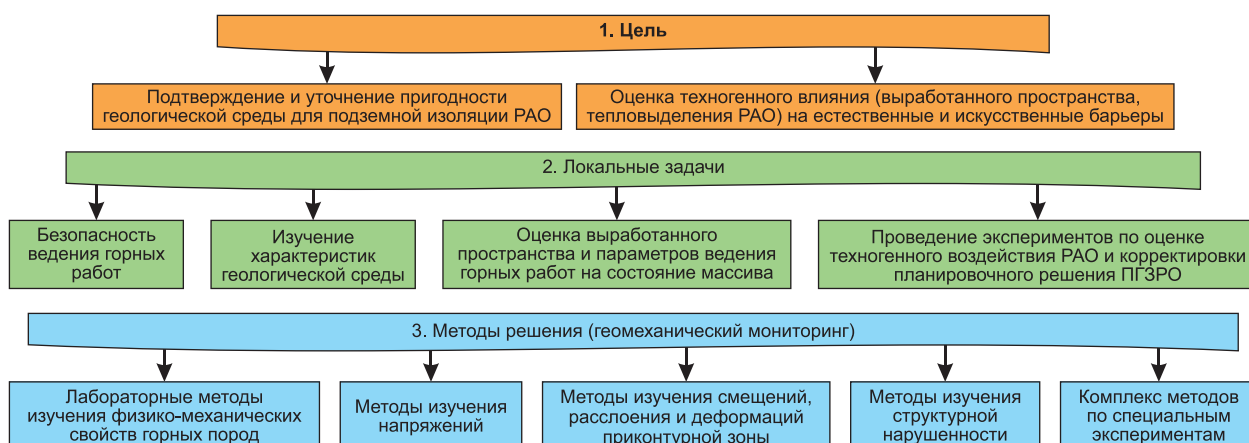 1. Цель
Подтверждение и уточнение пригодности
геологической среды для подземной изоляции РАО
Оценка техногенного влияния (выработанного пространства,
тепловыделения РАО) на естественные и искусственные барьеры
2. Локальные задачи
Безопасность
ведения горных
работ
Изучение
характеристик
геологической среды
Оценка выработанного
пространства и параметров ведения
горных работ на состояние массива
Проведение экспериментов по оценке
техногенного воздействия РАО и корректировки
планировочного решения ПГЗРО
3. Методы решения (геомеханический мониторинг)
Лабораторные методы
изучения физико-механических
свойств горных пород
Методы изучения
напряжений
Методы изучения смещений,
расслоения и деформаций
приконтурной зоны
Методы изучения
структурной
нарушенности
Комплекс методов
по специальным
экспериментам